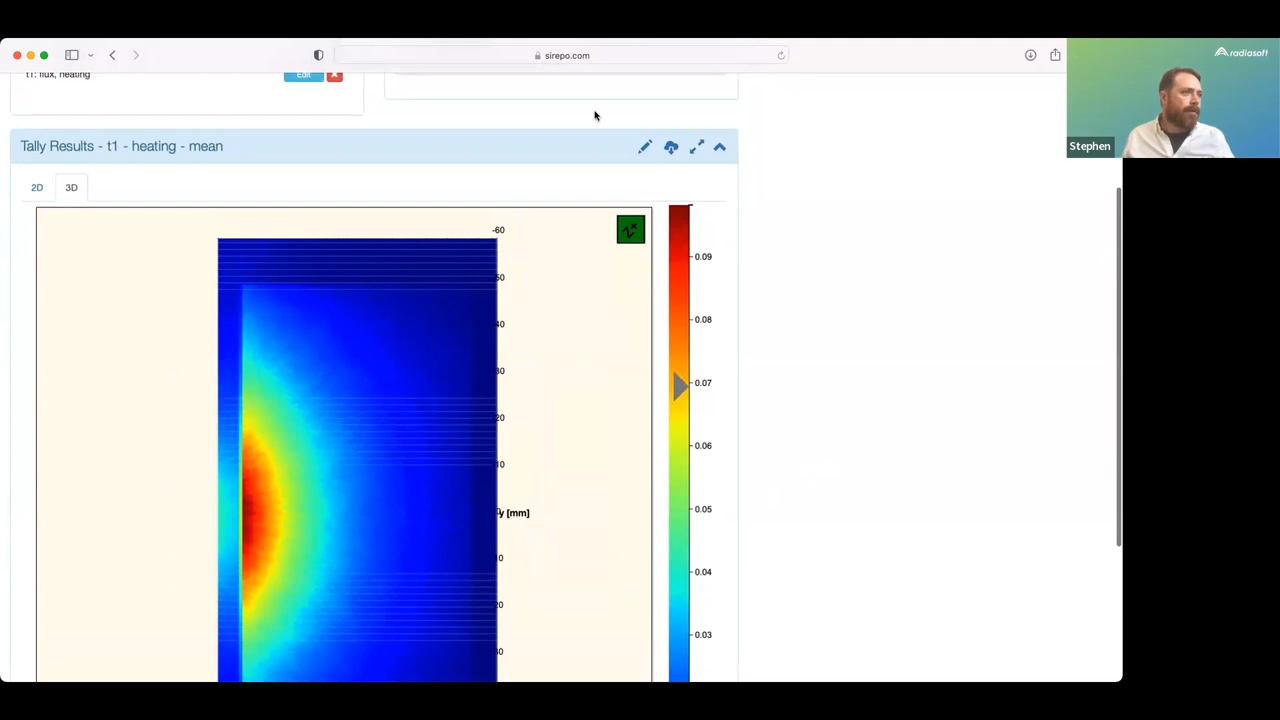 sirepo.com
radiasoft
Stephen
t1: flux, heating
Edit
Tally Results - t1 - heating - mean
2D
3D
-60
50
40
30
20
10
0
y [mm]
10
20
30
0.09
0.08
0.07
0.06
0.05
0.04
0.03